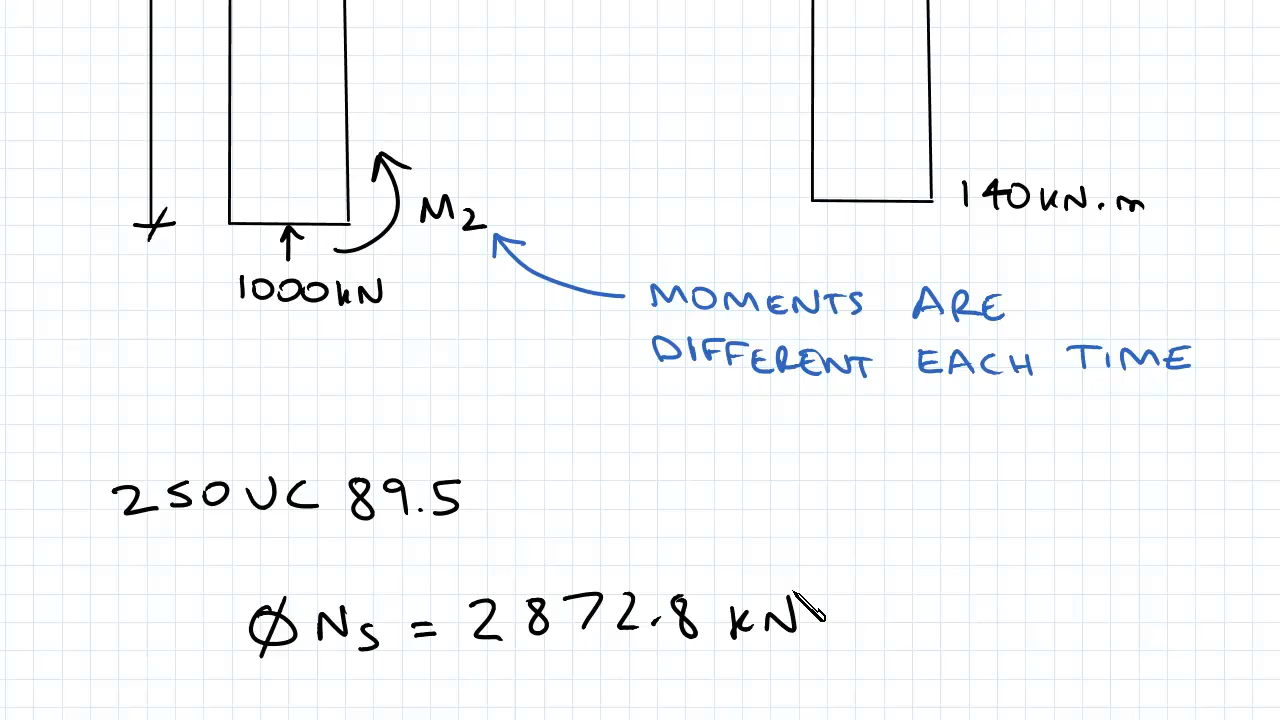 140kN.m
M2
1000kN
MOMENTS ARE
DIFFERENT EACH TIME
250UC 89.5
ØNs = 2872.8 kN